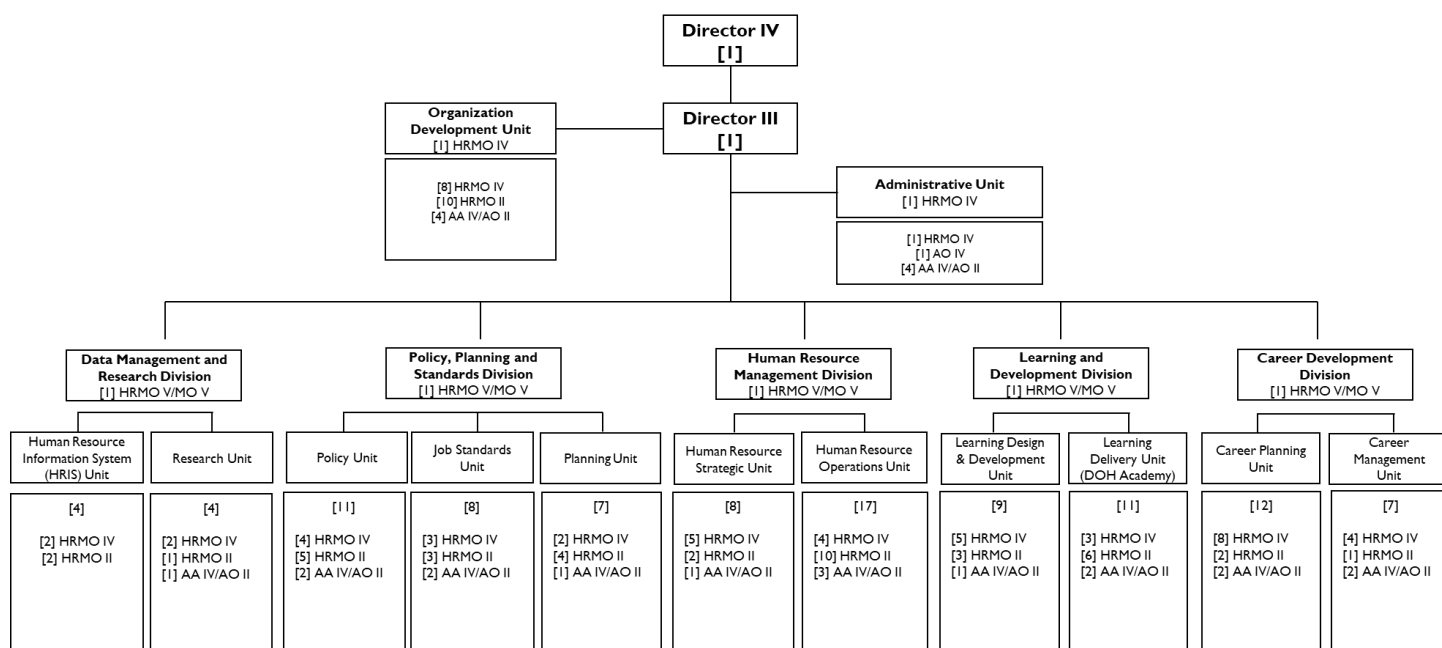 Director IV
[1]
Organization
Development Unit
[1] HRMO IV
Director III
[1]
[8] HRMO IV
[10] HRMO II
[4] AA IV/AO II
Administrative Unit
[1] HRMO IV
[1] HRMO IV
[1] AO IV
[4] AA IV/AO II
Data Management and
Research Division
[1] HRMO V/MO V
Policy, Planning and
Standards Division
[1] HRMO V/MO V
Human Resource
Management Division
[1] HRMO V/MO V
Learning and
Development Division
[1] HRMO V/MO V
Career Development
Division
[1] HRMO V/MO V
Human Resource
Information System
(HRIS) Unit
Research Unit
Policy Unit
Job Standards
Unit
Planning Unit
Human Resource
Strategic Unit
Human Resource
Operations Unit
Learning Design
& Development
Unit
Learning
Delivery Unit
(DOH Academy)
Career Planning
Unit
Career
Management
Unit
[4]
[2] HRMO IV
[2] HRMO II
[4]
[2] HRMO IV
[1] HRMO II
[1] AA IV/AO II
[11]
[4] HRMO IV
[5] HRMO II
[2] AA IV/AO II
[8]
[3] HRMO IV
[3] HRMO II
[2] AA IV/AO II
[7]
[2] HRMO IV
[4] HRMO II
[1] AA IV/AO II
[8]
[5] HRMO IV
[2] HRMO II
[1] AA IV/AO II
[17]
[4] HRMO IV
[10] HRMO II
[3] AA IV/AO II
[9]
[5] HRMO IV
[3] HRMO II
[1] AA IV/AO II
[11]
[3] HRMO IV
[6] HRMO II
[2] AA IV/AO II
[12]
[8] HRMO IV
[2] HRMO II
[2] AA IV/AO II
[7]
[4] HRMO IV
[1] HRMO II
[2] AA IV/AO II